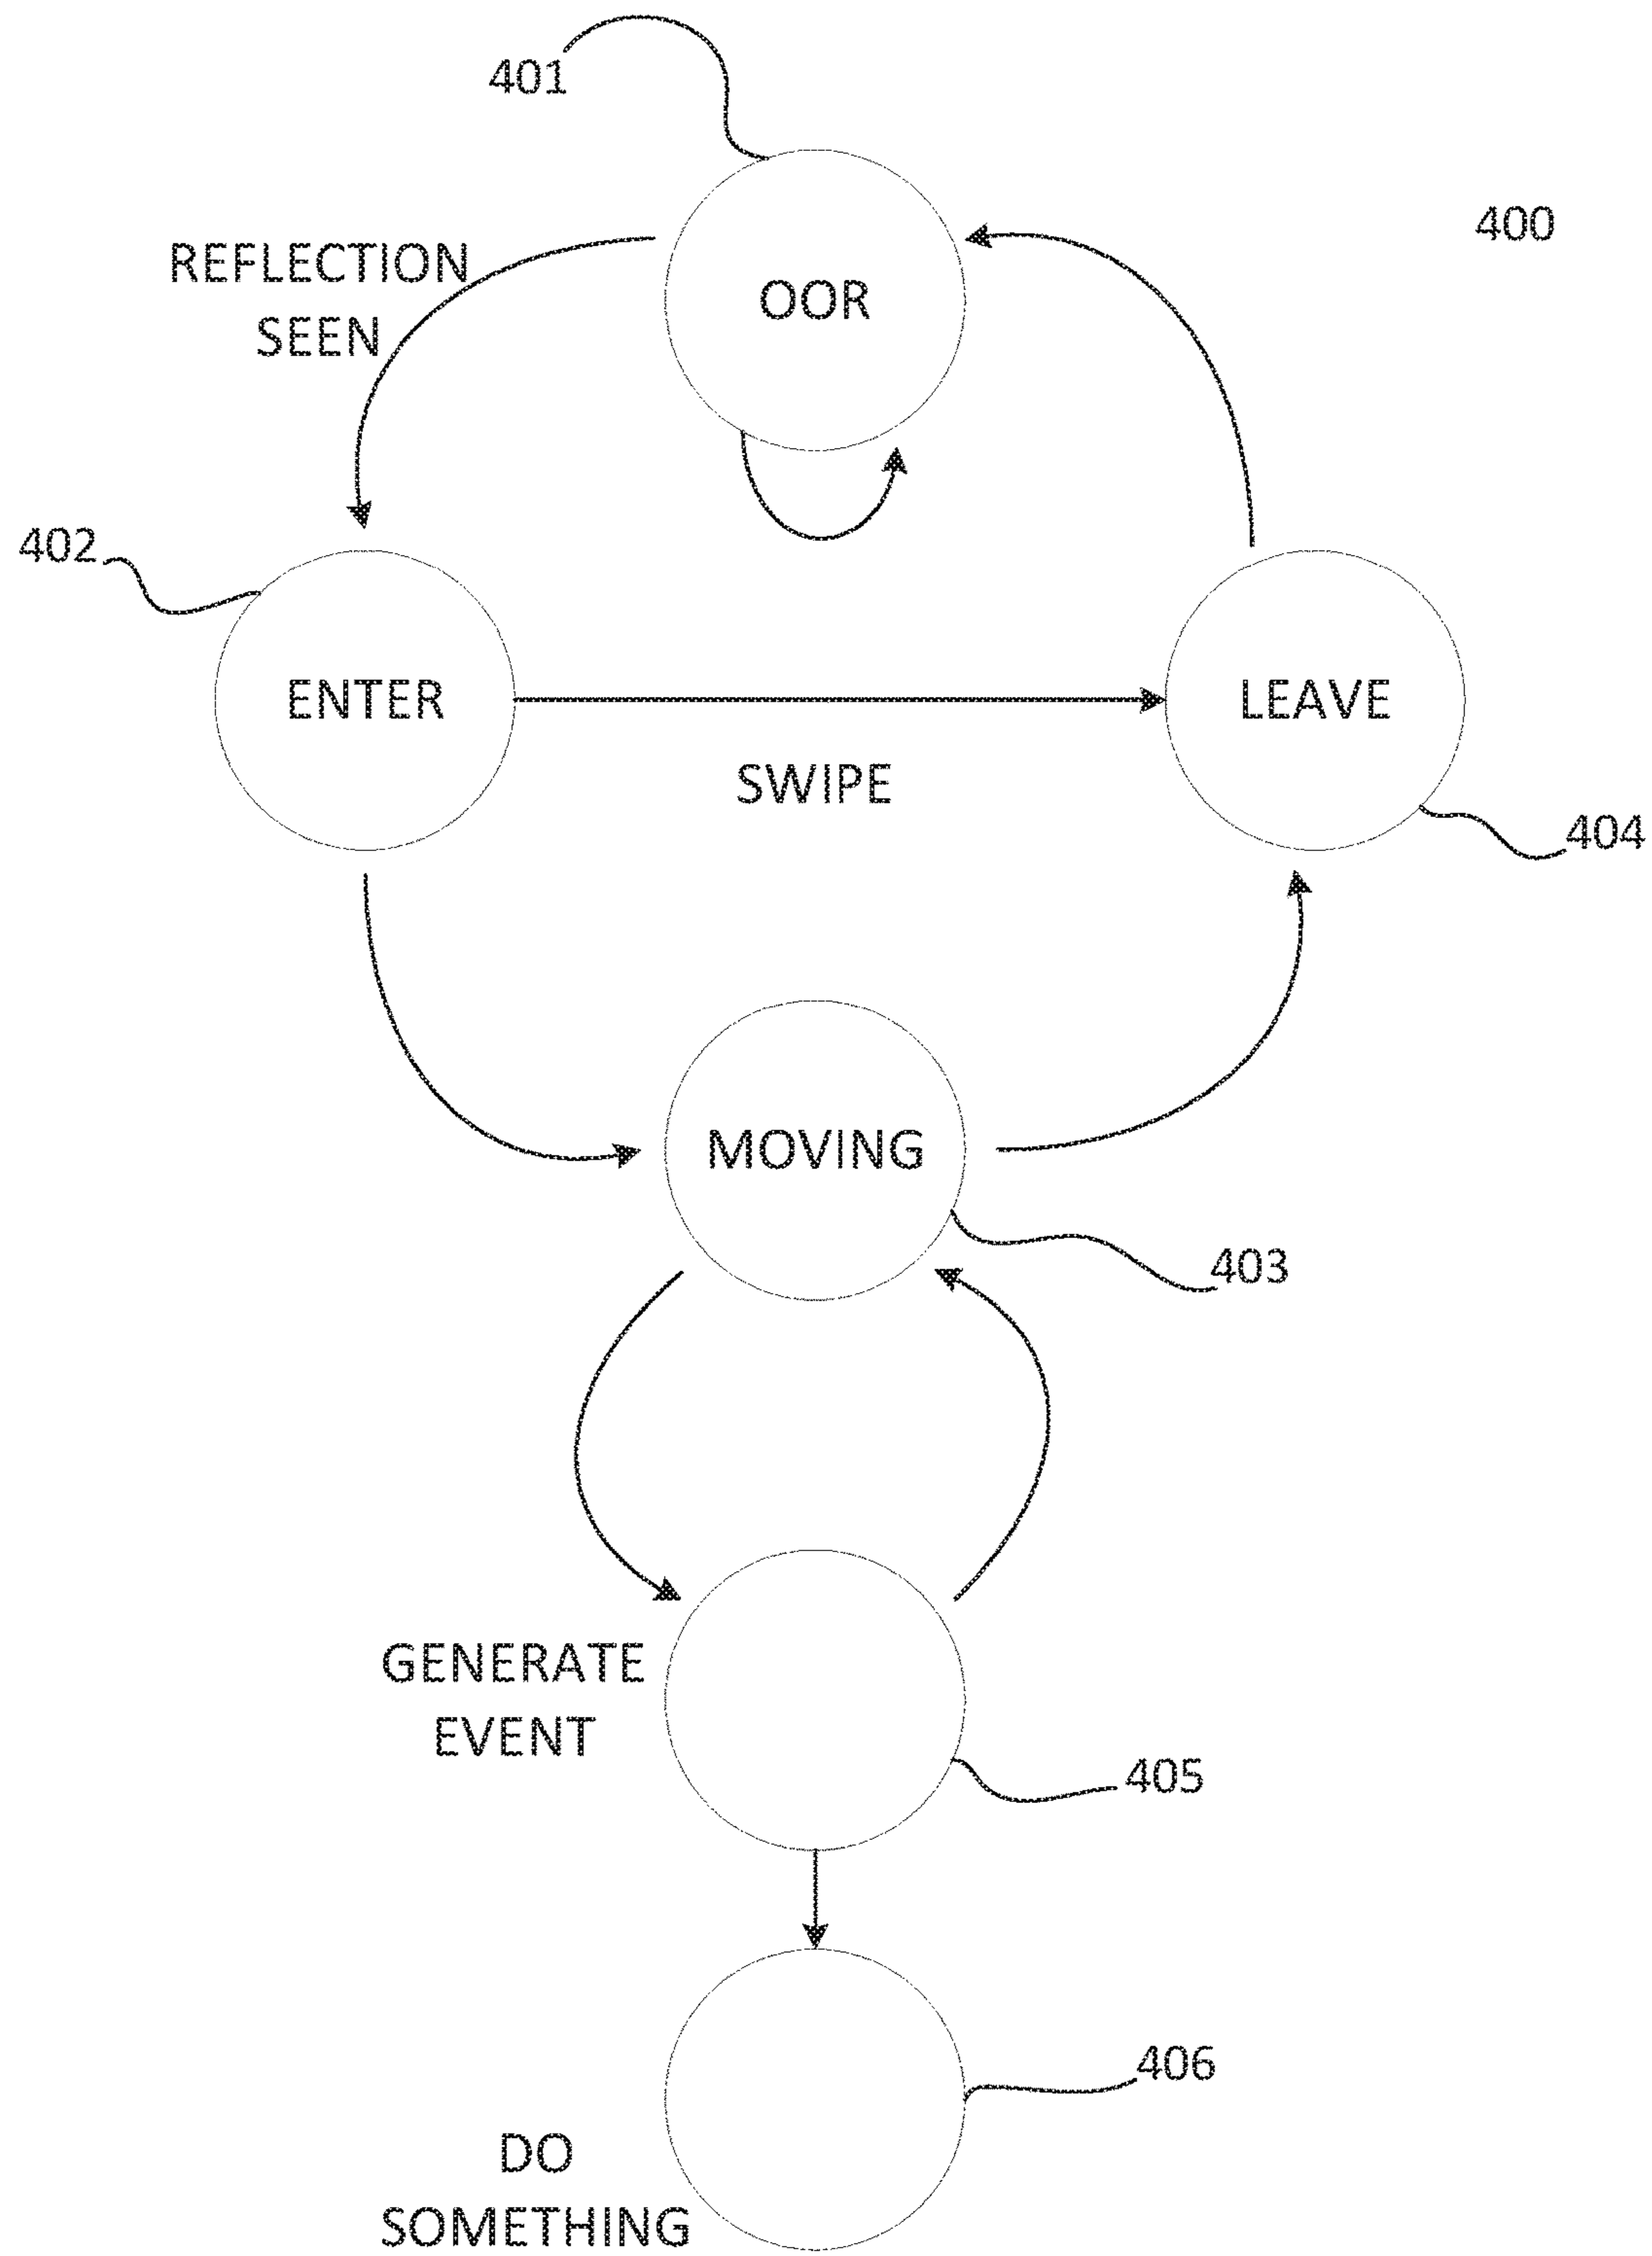 401
400
REFLECTION
SEEN
OOR
402
ENTER
LEAVE
SWIPE
404
MOVING
403
GENERATE
EVENT
405
406
DO
SOMETHING